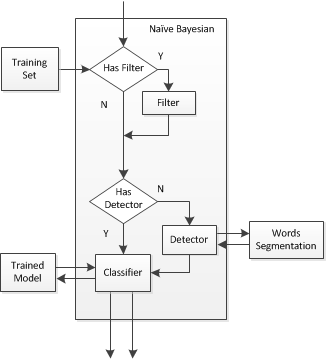 Naïve Bayesian
Training
Set
Has Filter
Y
N
Filter
Has
Detector
N
Y
Detector
Words
Segmentation
Trained
Model
Classifier